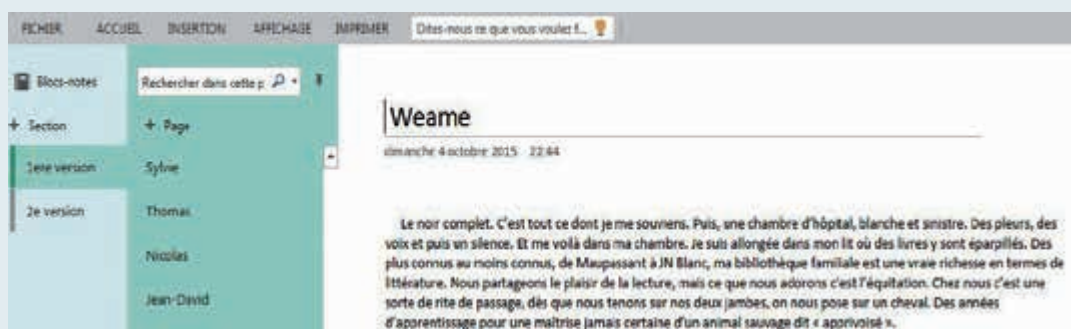 FICHIER ACCUEIL INSERTION AFFICHAGE IMPRIMER Dites-nous ce que vous voulez f...
Blocs-notes
Rechercher dans cette p
+ Section
+ Page
1ere version
Sylvie
2e version
Thomas
Nicolas
Jean-David
Weame
dimanche 4 octobre 2015 22:44
Le noir complet. C'est tout ce dont je me souviens. Puis, une chambre d'hôpital, blanche et sinistre. Des pleurs, des
voix et puis un silence. Et me voilà dans ma chambre. Je suis allongée dans mon lit où des livres y sont éparpillés. Des
plus connus au moins connus, de Maupassant à JN Blanc, ma bibliothèque familiale est une vraie richesse en termes de
littérature. Nous partageons le plaisir de la lecture, mais ce que nous adorons c'est l'équitation. Chez nous c'est une
sorte de rite de passage, dès que nous tenons sur nos deux jambes, on nous pose sur un cheval. Des années
d'apprentissage pour une maîtrise jamais certaine d'un animal sauvage dit « apprivoisé ».